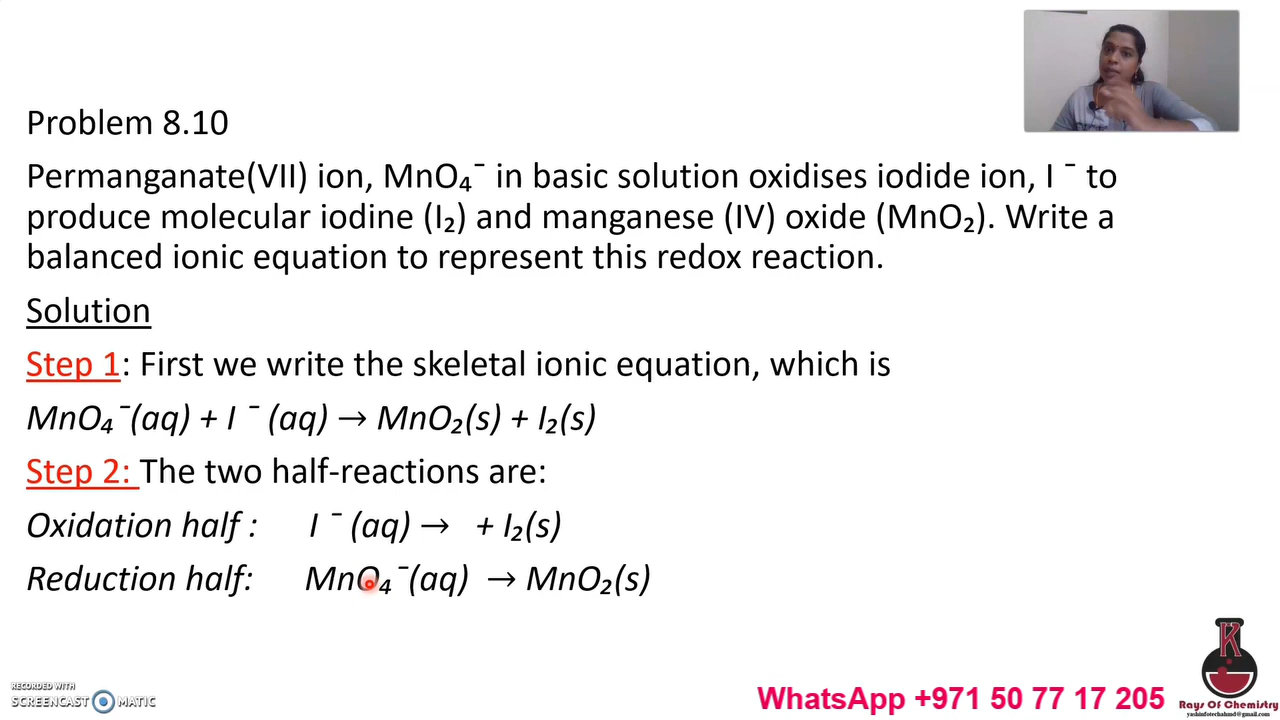 Problem 8.10
Permanganate(VII) ion, MnO₄⁻ in basic solution oxidises iodide ion, I ⁻ to
produce molecular iodine (I₂) and manganese (IV) oxide (MnO₂). Write a
balanced ionic equation to represent this redox reaction.
Solution
Step 1: First we write the skeletal ionic equation, which is
MnO₄⁻(aq) + I ⁻ (aq) → MnO₂(s) + I₂(s)
Step 2: The two half-reactions are:
Oxidation half : I ⁻ (aq) → + I₂(s)
Reduction half: MnO₄⁻(aq) → MnO₂(s)
RECORDED WITH
SCREENCAST MATIC
WhatsApp +971 50 77 17 205
K
Rays Of Chemistry
yashinfotechahand@gmail.com